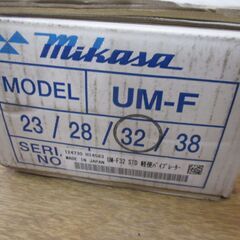 mikasa
MODEL UM-F
23/28/32/38
SERI. NO
MADE IN JAPAN UM-F32 STD 軽便バイブレーター